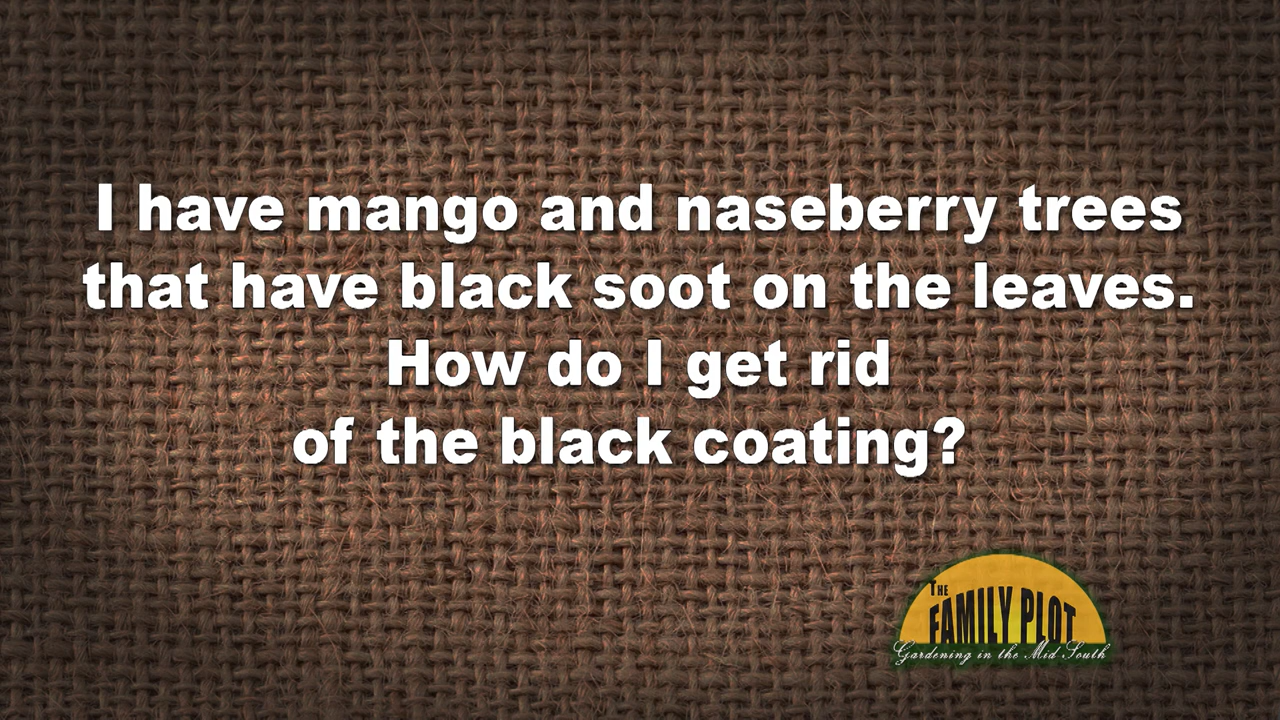 I have mango and naseberry trees
that have black soot on the leaves.
How do I get rid
of the black coating?
THE
FAMILY PLOT
Gardening in the Mid-South